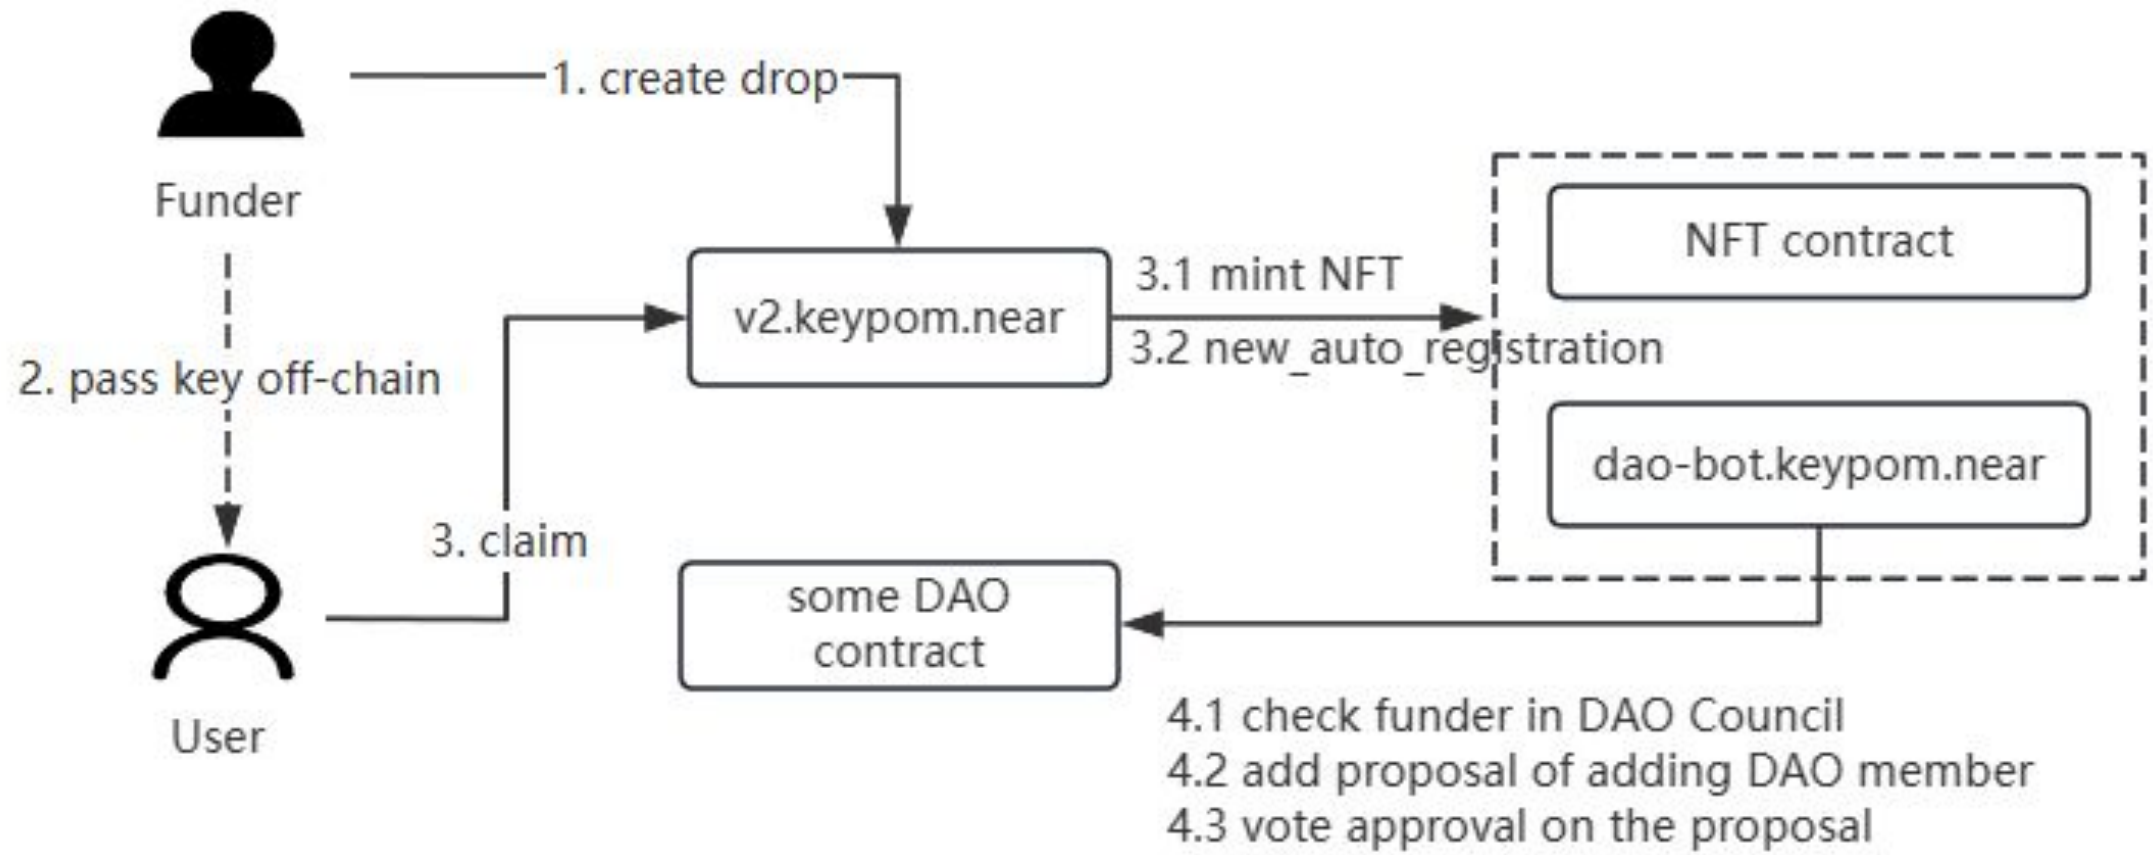 1. create drop
Funder
NFT contract
3.1 mint NFT
v2.keypom.near
3.2 new_auto_registration
2. pass key off-chain
dao-bot.keypom.near
3. claim
some DAO
contract
User
4.1 check funder in DAO Council
4.2 add proposal of adding DAO member
4.3 vote approval on the proposal